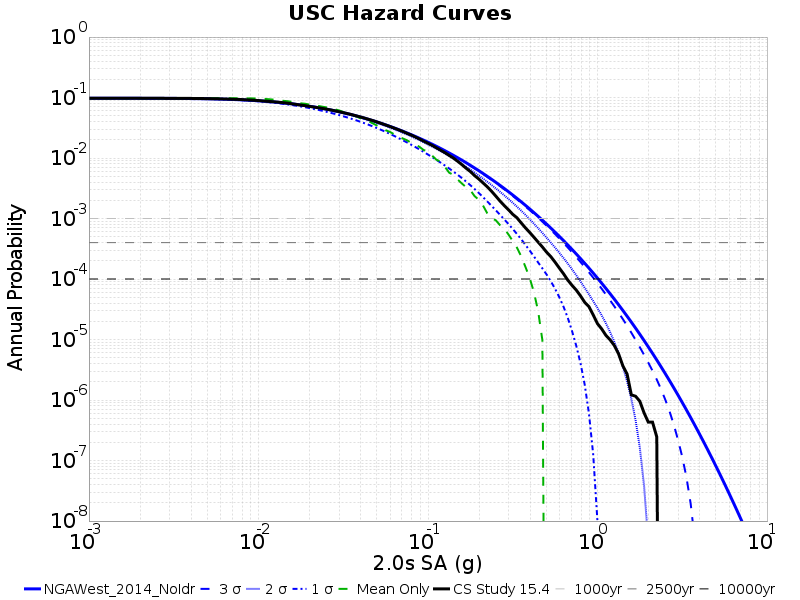 USC Hazard Curves
10^0
10^-1
10^-2
10^-3
10^-4
10^-5
10^-6
10^-7
10^-8
Annual Probability
10^-3 10^-2 10^-1 10^0 10^1
2.0s SA (g)
NGAWest_2014_NoIdr 3 σ 2 σ 1 σ Mean Only CS Study 15.4 1000yr 2500yr 10000yr